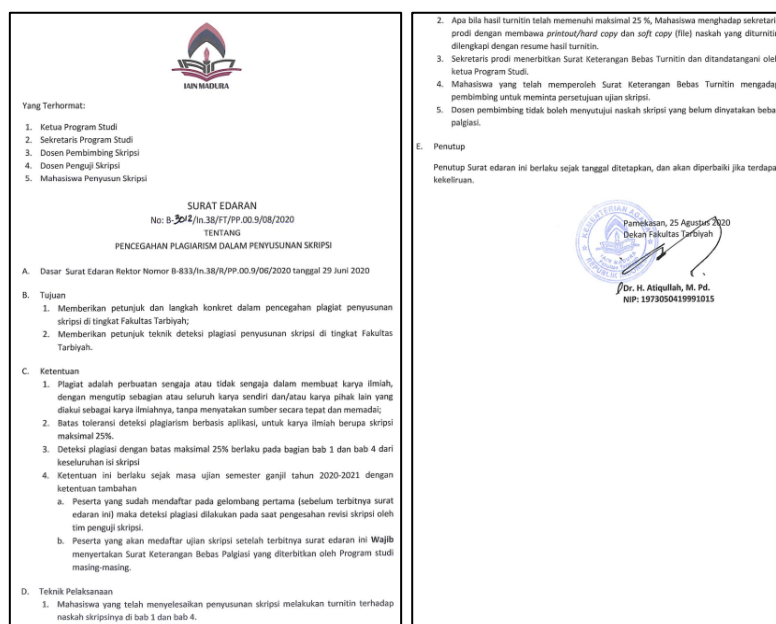 IAIN MADURA
Yang Terhormat:
1. Ketua Program Studi
2. Sekretaris Program Studi
3. Dosen Pembimbing Skripsi
4. Dosen Penguji Skripsi
5. Mahasiswa Penyusun Skripsi
SURAT EDARAN
No: B-3012/In.38/FT/PP.00.9/08/2020
TENTANG
PENCEGAHAN PLAGIARISM DALAM PENYUSUNAN SKRIPSI
A. Dasar Surat Edaran Rektor Nomor B-833/In.38/R/PP.00.9/06/2020 tanggal 29 Juni 2020
B. Tujuan
1. Memberikan petunjuk dan langkah konkret dalam pencegahan plagiat penyusunan
skripsi di tingkat Fakultas Tarbiyah;
2. Memberikan petunjuk teknik deteksi plagiasi penyusunan skripsi di tingkat Fakultas
Tarbiyah.
C. Ketentuan
1. Plagiat adalah perbuatan sengaja atau tidak sengaja dalam membuat karya ilmiah,
dengan mengutip sebagian atau seluruh karya sendiri dan/atau karya pihak lain yang
diakui sebagai karya ilmiahnya, tanpa menyatakan sumber secara tepat dan memadai;
2. Batas toleransi deteksi plagiarism berbasis aplikasi, untuk karya ilmiah berupa skripsi
maksimal 25%.
3. Deteksi plagiasi dengan batas maksimal 25% berlaku pada bagian bab 1 dan bab 4 dari
keseluruhan isi skripsi
4. Ketentuan ini berlaku sejak masa ujian semester ganjil tahun 2020-2021 dengan
ketentuan tambahan
a. Peserta yang sudah mendaftar pada gelombang pertama (sebelum terbitnya surat
edaran ini) maka deteksi plagiasi dilakukan pada saat pengesahan revisi skripsi oleh
tim penguji skripsi.
b. Peserta yang akan medaftar ujian skripsi setelah terbitnya surat edaran ini Wajib
menyertakan Surat Keterangan Bebas Palgiasi yang diterbitkan oleh Program studi
masing-masing.
D. Teknik Pelaksanaan
1. Mahasiswa yang telah menyelesaikan penyusunan skripsi melakukan turnitin terhadap
naskah skripsinya di bab 1 dan bab 4.
2. Apa bila hasil turnitin telah memenuhi maksimal 25 %, Mahasiswa menghadap sekretari
prodi dengan membawa printout/hard copy dan soft copy (file) naskah yang diturnitin
dilengkapi dengan resume hasil turnitin.
3. Sekretaris prodi menerbitkan Surat Keterangan Bebas Turnitin dan ditandatangani oleh
ketua Program Studi.
4. Mahasiswa yang telah memperoleh Surat Keterangan Bebas Turnitin mengadap
pembimbing untuk meminta persetujuan ujian skripsi.
5. Dosen pembimbing tidak boleh menyutujui naskah skripsi yang belum dinyatakan beba
palgiasi.
E. Penutup
Penutup Surat edaran ini berlaku sejak tanggal ditetapkan, dan akan diperbaiki jika terdapa
kekeliruan.
KEMENTERIAN AGAMA
IAIN MADURA
REPUBLIK INDONESIA
Pamekasan, 25 Agustus 2020
Dekan Fakultas Tarbiyah
Dr. H. Atiqullah, M. Pd.
NIP: 1973050419991015